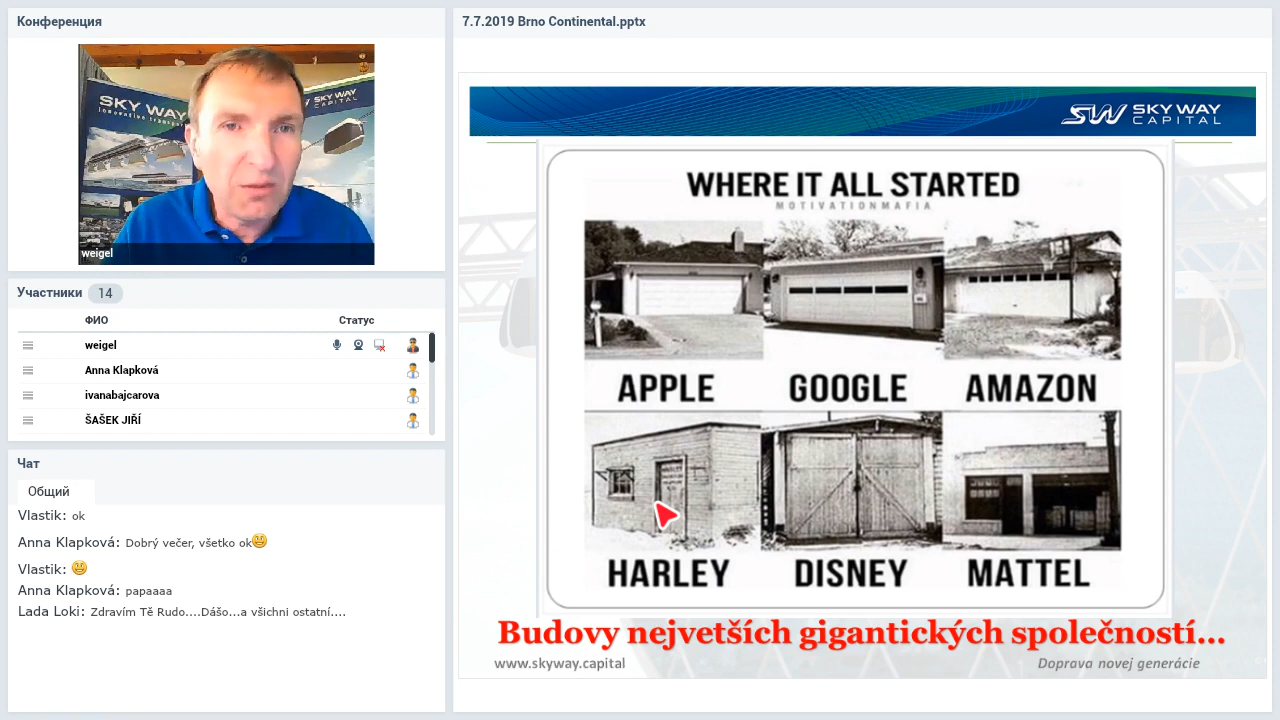 Конференция
SKY WAY
Innovative transport
SKY WAY
CAPITAL
weigel
Участники 14
ФИО Статус
weigel
Anna Klapková
ivanabajcarova
ŠAŠEK JIŘÍ
Чат
Общий
Vlastik: ok
Anna Klapková: Dobrý večer, všetko ok
Vlastik:
Anna Klapková: papaaaa
Lada Loki: Zdravím Tě Rudo....Dášo...a všichni ostatní....
7.7.2019 Brno Continental.pptx
SW SKY WAY
CAPITAL
WHERE IT ALL STARTED
MOTIVATIONMAFIA
APPLE GOOGLE AMAZON
HARLEY DISNEY MATTEL
Budovy nejvetších gigantických společností...
www.skyway.capital Doprava novej generácie